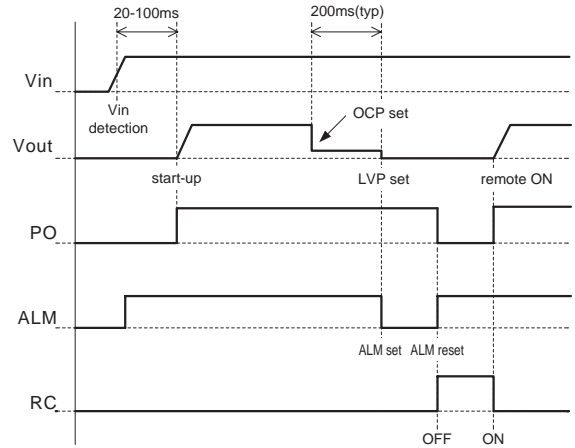 20-100ms
200ms(typ)
Vin
Vin
detection
OCP set
Vout
start-up
LVP set
remote ON
PO
ALM
ALM set
ALM reset
RC
OFF
ON